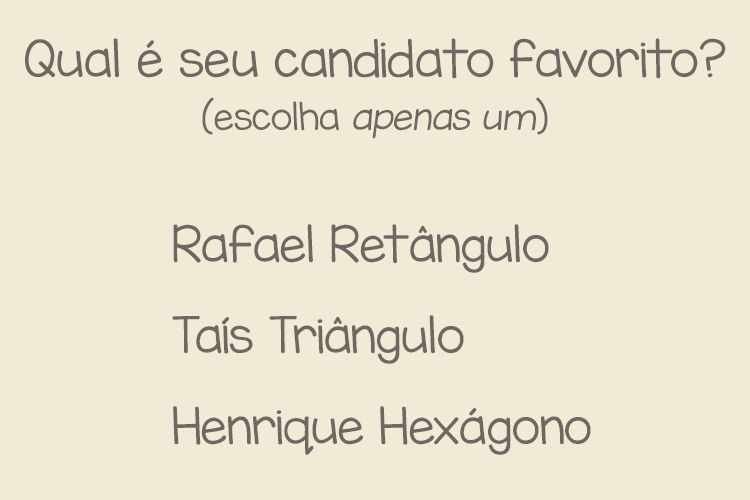 Qual é seu candidato favorito?
(escolha apenas um)
Rafael Retângulo
Taís Triângulo
Henrique Hexágono